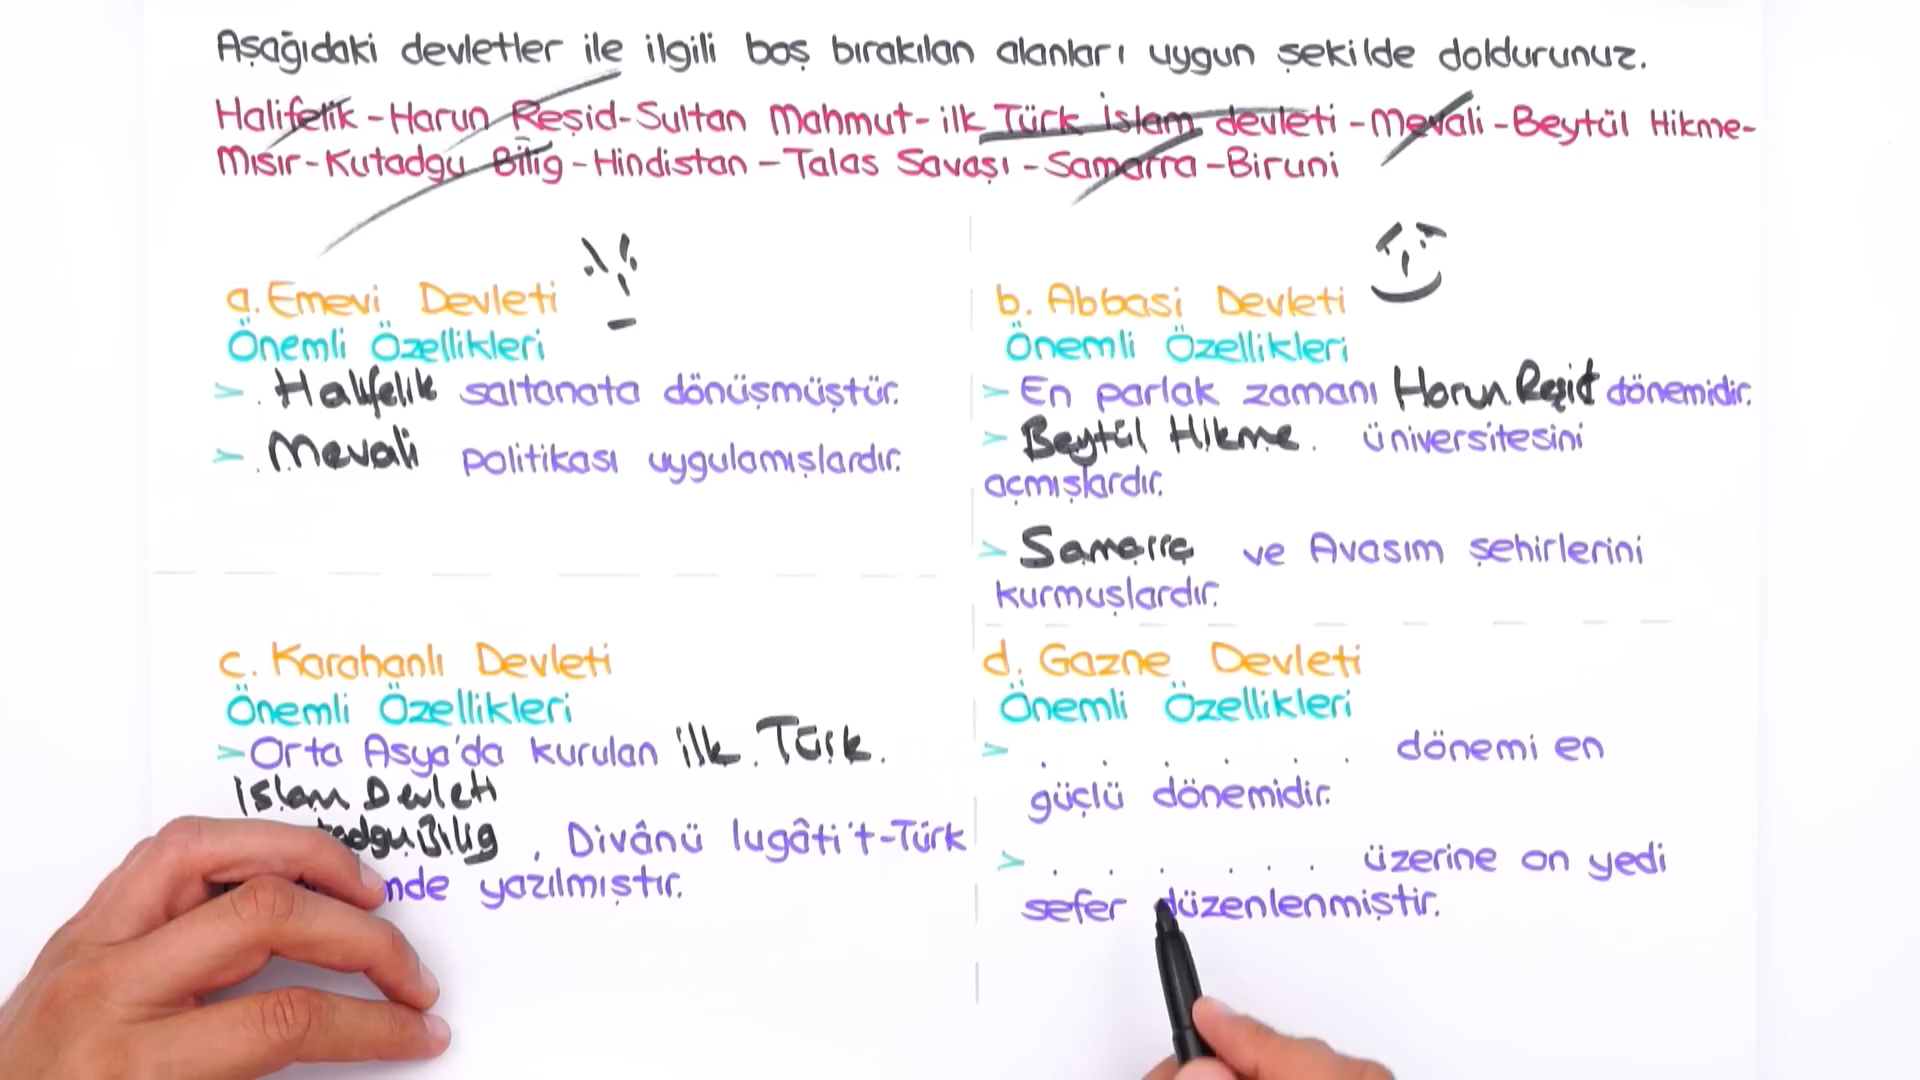 Aşağıdaki devletler ile ilgili boş bırakılan alanları uygun şekilde doldurunuz.
Halifelik-Harun Reşid-Sultan Mahmut-ilk Türk İslam devleti-Mevali-Beytül Hikme-
Mısır-Kutadgu Bilig-Hindistan-Talas Savaşı-Samarra-Biruni
a. Emevi Devleti
Önemli Özellikleri
> Halifelik saltanata dönüşmüştür.
> Mevali politikası uygulamışlardır.
b. Abbasi Devleti
Önemli Özellikleri
> En parlak zamanı Harun Reşit dönemidir.
> Beytül Hikme. üniversitesini
açmışlardır.
> Samarra ve Avasım şehirlerini
kurmuşlardır.
c. Karahanlı Devleti
Önemli Özellikleri
> Orta Asya'da kurulan ilk. Türk.
İslam Devleti
Bilig, Divânü lugâti't-Türk
yazılmıştır.
d. Gazne Devleti
Önemli Özellikleri
> . . . . . . dönemi en
güçlü dönemidir.
> . . . . . . üzerine on yedi
sefer düzenlenmiştir.